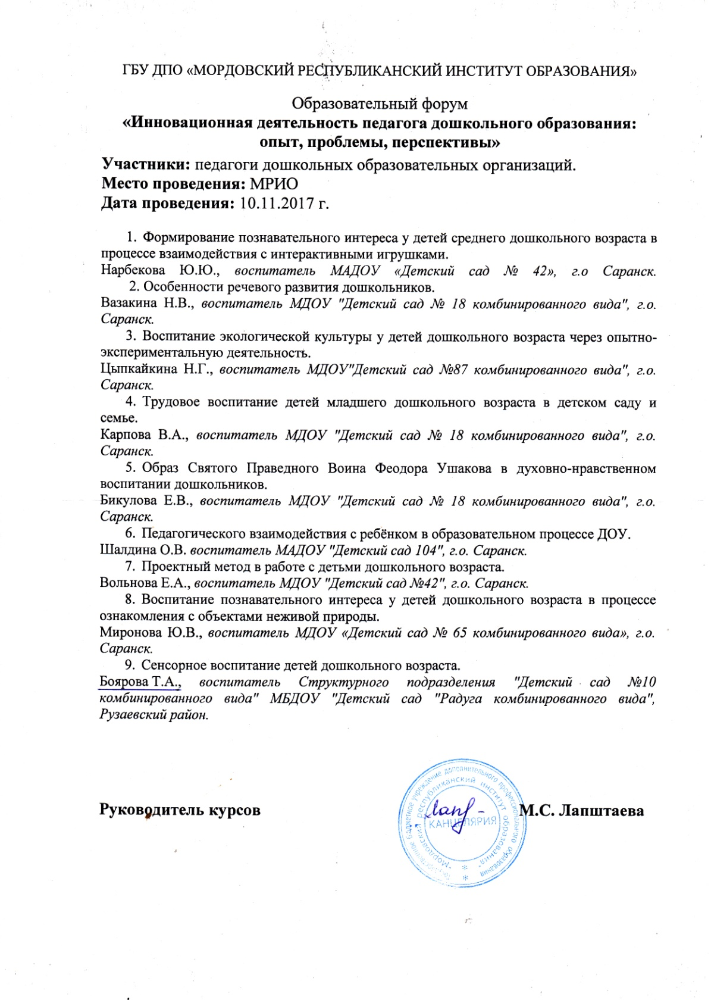 ГБУ ДПО «МОРДОВСКИЙ РЕСПУБЛИКАНСКИЙ ИНСТИТУТ ОБРАЗОВАНИЯ»
Образовательный форум
«Инновационная деятельность педагога дошкольного образования:
опыт, проблемы, перспективы»
Участники: педагоги дошкольных образовательных организаций.
Место проведения: МРИО
Дата проведения: 10.11.2017 г.
1. Формирование познавательного интереса у детей среднего дошкольного возраста в
процессе взаимодействия с интерактивными игрушками.
Нарбекова Ю.Ю., воспитатель МАДОУ «Детский сад № 42», г.о Саранск.
2. Особенности речевого развития дошкольников.
Вазакина Н.В., воспитатель МДОУ "Детский сад № 18 комбинированного вида", г.о.
Саранск.
3. Воспитание экологической культуры у детей дошкольного возраста через опытно-
экспериментальную деятельность.
Цыпкайкина Н.Г., воспитатель МДОУ"Детский сад №87 комбинированного вида", г.о.
Саранск.
4. Трудовое воспитание детей младшего дошкольного возраста в детском саду и
семье.
Карпова В.А., воспитатель МДОУ "Детский сад № 18 комбинированного вида", г.о.
Саранск.
5. Образ Святого Праведного Воина Феодора Ушакова в духовно-нравственном
воспитании дошкольников.
Бикулова Е.В., воспитатель МДОУ "Детский сад № 18 комбинированного вида", г.о.
Саранск.
6. Педагогического взаимодействия с ребёнком в образовательном процессе ДОУ.
Шалдина О.В. воспитатель МАДОУ "Детский сад 104", г.о. Саранск.
7. Проектный метод в работе с детьми дошкольного возраста.
Вольнова Е.А., воспитатель МДОУ "Детский сад №42", г.о. Саранск.
8. Воспитание познавательного интереса у детей дошкольного возраста в процессе
ознакомления с объектами неживой природы.
Миронова Ю.В., воспитатель МДОУ «Детский сад № 65 комбинированного вида», г.о.
Саранск.
9. Сенсорное воспитание детей дошкольного возраста.
Боярова Т.А., воспитатель Структурного подразделения "Детский сад №10
комбинированного вида" МБДОУ "Детский сад "Радуга комбинированного вида",
Рузаевский район.
Руководитель курсов М.С. Лапштаева
Государственное бюджетное учреждение дополнительного профессионального образования
"Мордовский республиканский институт образования"
КАНЦЕЛЯРИЯ